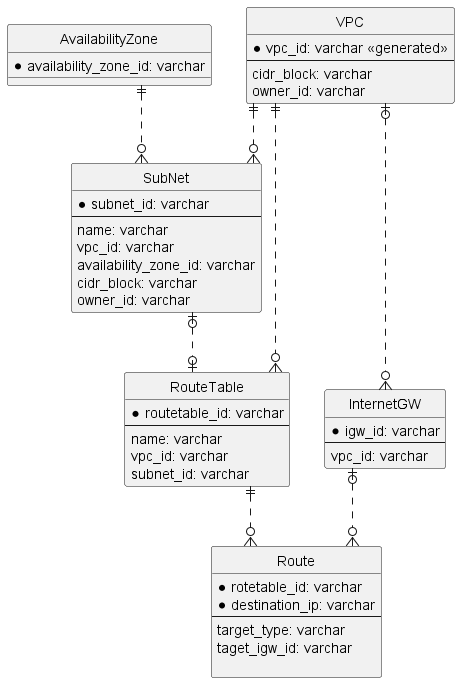 AvailabilityZone
availability_zone_id: varchar
VPC
vpc_id: varchar «generated»
cidr_block: varchar
owner_id: varchar
SubNet
subnet_id: varchar
name: varchar
vpc_id: varchar
availability_zone_id: varchar
cidr_block: varchar
owner_id: varchar
RouteTable
routetable_id: varchar
name: varchar
vpc_id: varchar
subnet_id: varchar
InternetGW
igw_id: varchar
vpc_id: varchar
Route
rotetable_id: varchar
destination_ip: varchar
target_type: varchar
taget_igw_id: varchar